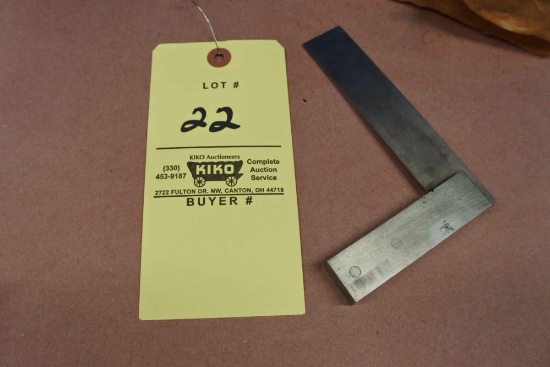 LOT #
22
KIKO Auctioneers
(330)
453-9187
KIKO
Complete
Auction
Service
2722 FULTON DR. NW, CANTON, OH 44718
BUYER #